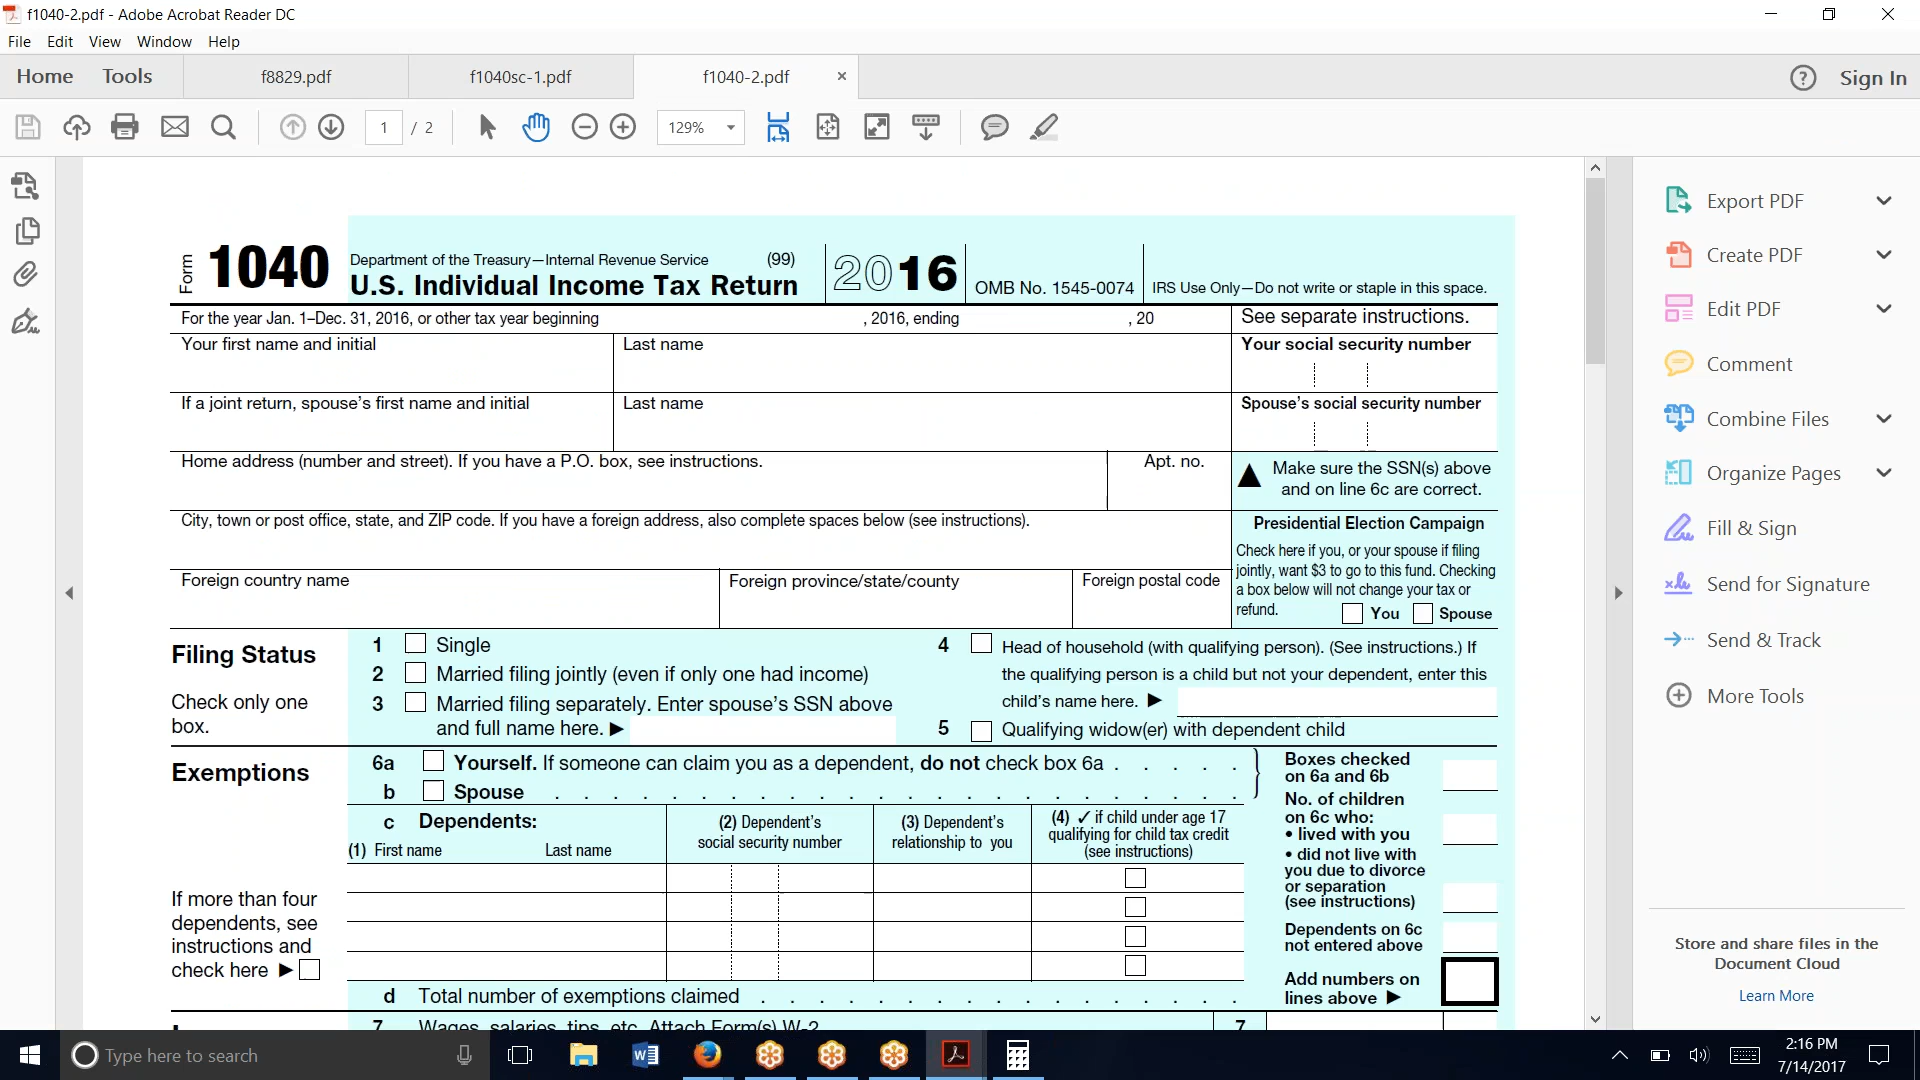 f1040-2.pdf - Adobe Acrobat Reader DC
File Edit View Window Help
Home Tools f8829.pdf f1040sc-1.pdf f1040-2.pdf × ? Sign In
1 / 2 129%
Export PDF
Create PDF
Edit PDF
Comment
Combine Files
Organize Pages
Fill & Sign
Send for Signature
Send & Track
More Tools
Store and share files in the
Document Cloud
Learn More
Form 1040 Department of the Treasury—Internal Revenue Service (99)
U.S. Individual Income Tax Return 2016 OMB No. 1545-0074 IRS Use Only—Do not write or staple in this space.
For the year Jan. 1–Dec. 31, 2016, or other tax year beginning , 2016, ending , 20 See separate instructions.
Your first name and initial Last name Your social security number
If a joint return, spouse’s first name and initial Last name Spouse’s social security number
Home address (number and street). If you have a P.O. box, see instructions. Apt. no.
▲ Make sure the SSN(s) above
and on line 6c are correct.
City, town or post office, state, and ZIP code. If you have a foreign address, also complete spaces below (see instructions).
Presidential Election Campaign
Check here if you, or your spouse if filing
jointly, want $3 to go to this fund. Checking
a box below will not change your tax or
refund. You Spouse
Foreign country name Foreign province/state/county Foreign postal code
Filing Status
Check only one
box.
1 Single
2 Married filing jointly (even if only one had income)
3 Married filing separately. Enter spouse’s SSN above
and full name here. ▶
4 Head of household (with qualifying person). (See instructions.) If
the qualifying person is a child but not your dependent, enter this
child’s name here. ▶
5 Qualifying widow(er) with dependent child
Exemptions
6a Yourself. If someone can claim you as a dependent, do not check box 6a . . . . .
b Spouse . . . . . . . . . . . . . . . . . . . . . . . .
c Dependents:
(1) First name Last name
(2) Dependent’s
social security number
(3) Dependent’s
relationship to you
(4) ✓ if child under age 17
qualifying for child tax credit
(see instructions)
If more than four
dependents, see
instructions and
check here ▶
d Total number of exemptions claimed . . . . . . . . . . . . . . . . .
Boxes checked
on 6a and 6b
No. of children
on 6c who:
• lived with you
• did not live with
you due to divorce
or separation
(see instructions)
Dependents on 6c
not entered above
Add numbers on
lines above ▶
7 Wages, salaries, tips, etc. Attach Form(s) W-2 7
Type here to search
2:16 PM
7/14/2017